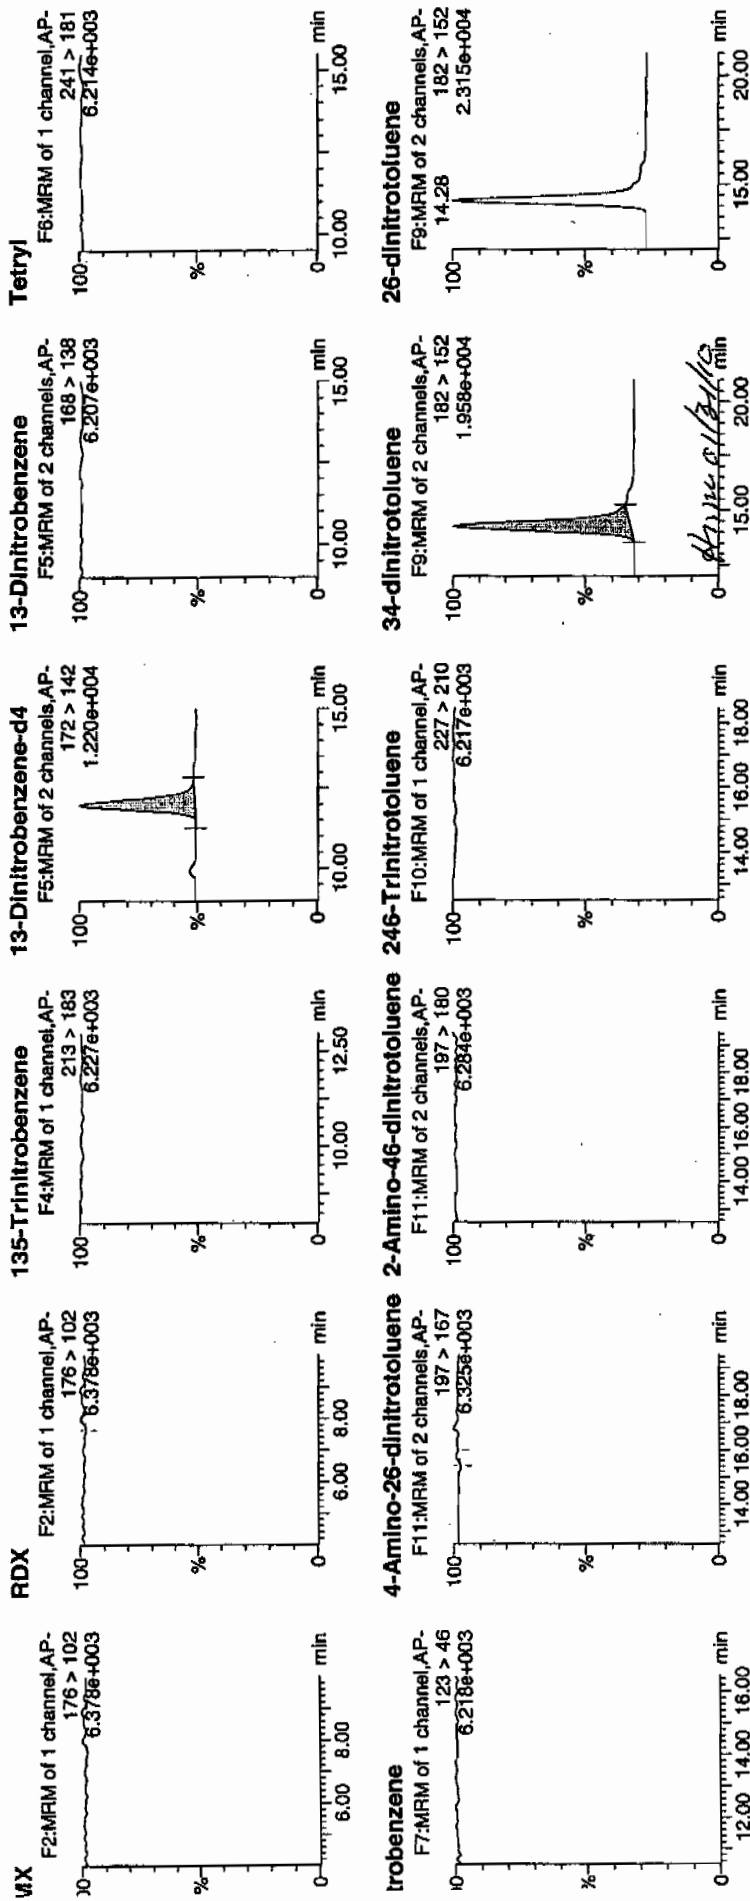 MX
F2:MRM of 1 channel,AP-
176 > 102
6.378e+003
%
0
6.00 8.00 min
RDX
F2:MRM of 1 channel,AP-
176 > 102
6.378e+003
100
%
0
6.00 8.00 min
135-Trinitrobenzene
F4:MRM of 1 channel,AP-
213 > 183
6.227e+003
100
%
0
10.00 12.50 min
13-Dinitrobenzene-d4
F5:MRM of 2 channels,AP-
172 > 142
1.220e+004
100
%
0
10.00 15.00 min
13-Dinitrobenzene
F5:MRM of 2 channels,AP-
168 > 138
6.207e+003
100
%
0
10.00 15.00 min
Tetryl
F6:MRM of 1 channel,AP-
241 > 181
6.214e+003
100
%
0
10.00 15.00 min
trobenzene
F7:MRM of 1 channel,AP-
123 > 46
6.218e+003
%
0
12.00 14.00 16.00 min
4-Amino-26-dinitrotoluene
F11:MRM of 2 channels,AP-
197 > 167
6.325e+003
100
%
0
14.00 16.00 18.00 min
2-Amino-46-dinitrotoluene
F11:MRM of 2 channels,AP-
197 > 180
6.284e+003
100
%
0
14.00 16.00 18.00 min
246-Trinitrotoluene
F10:MRM of 1 channel,AP-
227 > 210
6.217e+003
100
%
0
14.00 16.00 18.00 min
34-dinitrotoluene
F9:MRM of 2 channels,AP-
182 > 152
1.958e+004
100
%
01/31/10
0
15.00 20.00 min
26-dinitrotoluene
F9:MRM of 2 channels,AP-
182 > 152
2.315e+004
14.28
100
%
0
15.00 20.00 min